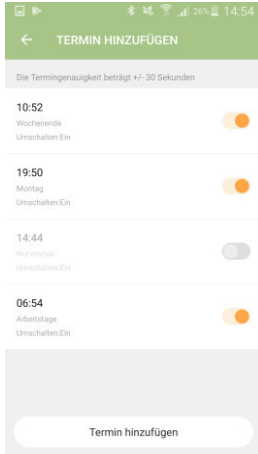 26% 14:54
TERMIN HINZUFÜGEN
Die Termingenauigkeit beträgt +/- 30 Sekunden
10:52
Wochenende
Umschalten:Ein
19:50
Montag
Umschalten:Ein
14:44
Nur einmal
Umschalten:Ein
06:54
Arbeitstage
Umschalten:Ein
Termin hinzufügen